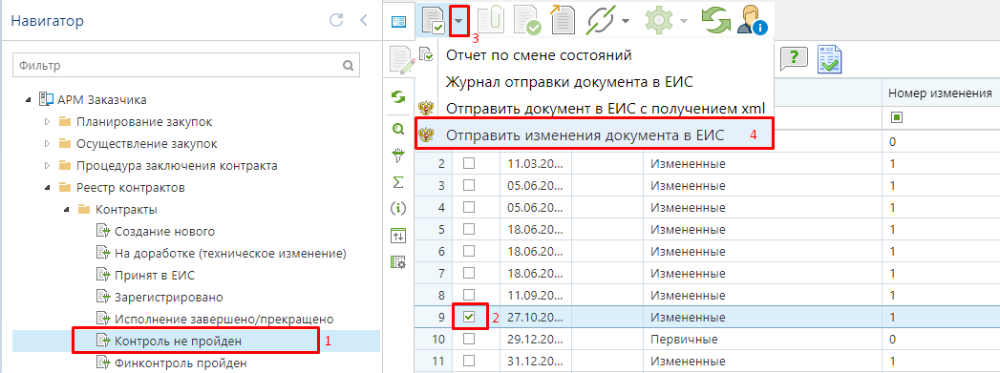 Навигатор
Фильтр
АРМ Заказчика
Планирование закупок
Осуществление закупок
Процедура заключения контракта
Реестр контрактов
Контракты
Создание нового
На доработке (техническое изменение)
Принят в ЕИС
Зарегистрировано
Исполнение завершено/прекращено
Контроль не пройден 1
Финконтроль пройден
3
Отчет по смене состояний
Журнал отправки документа в ЕИС
Отправить документ в ЕИС с получением xml
Отправить изменения документа в ЕИС 4
Номер изменения
0
2 11.03.20... Измененные 1
3 05.06.20... Измененные 1
4 05.06.20... Измененные 1
5 18.06.20... Измененные 1
6 18.06.20... Измененные 1
7 18.06.20... Измененные 1
8 11.09.20... Измененные 1
9 2 27.10.20... Измененные 1
10 29.12.20... Первичные 0
11 31.12.20... Измененные 1